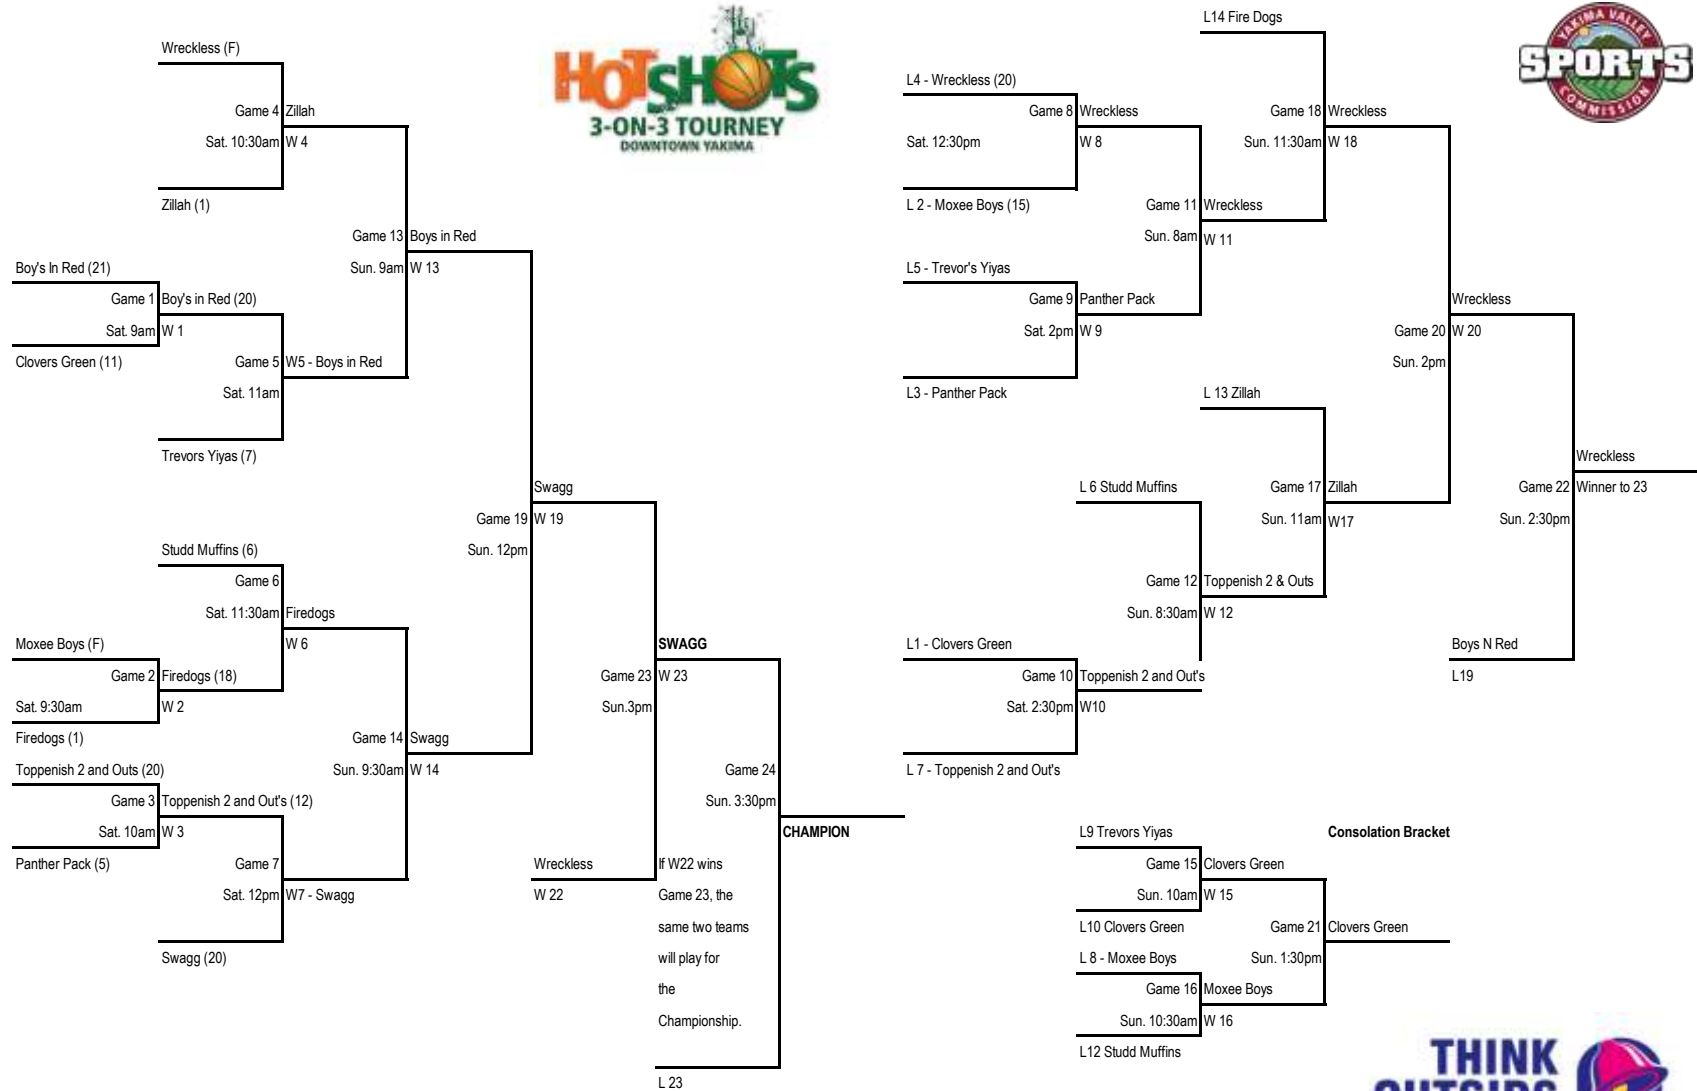 Wreckless (F)
Game 4 Zillah
Sat. 10:30am W 4
Zillah (1)
Game 13 Boys in Red
Sun. 9am W 13
Boy's In Red (21)
Game 1 Boy's in Red (20)
Sat. 9am W 1
Clovers Green (11)
Game 5 W5 - Boys in Red
Sat. 11am
Trevors Yiyas (7)
Swagg
Game 19 W 19
Sun. 12pm
Studd Muffins (6)
Game 6
Sat. 11:30am Firedogs
W 6
Moxee Boys (F)
Game 2 Firedogs (18)
Sat. 9:30am W 2
Firedogs (1)
Game 14 Swagg
Sun. 9:30am W 14
Toppenish 2 and Outs (20)
Game 3 Toppenish 2 and Out's (12)
Sat. 10am W 3
Panther Pack (5)
Game 7
Sat. 12pm W7 - Swagg
Swagg (20)
SWAGG
Game 23 W 23
Sun.3pm
Wreckless
W 22
Game 24
Sun. 3:30pm
CHAMPION
If W22 wins
Game 23, the
same two teams
will play for
the
Championship.
L 23
HOTSHOTS
3-ON-3 TOURNEY
DOWNTOWN YAKIMA
L14 Fire Dogs
L4 - Wreckless (20)
Game 8 Wreckless
Sat. 12:30pm W 8
L 2 - Moxee Boys (15)
Game 18 Wreckless
Sun. 11:30am W 18
Game 11 Wreckless
Sun. 8am W 11
L5 - Trevor's Yiyas
Game 9 Panther Pack
Sat. 2pm W 9
L3 - Panther Pack
Wreckless
Game 20 W 20
Sun. 2pm
L 13 Zillah
L 6 Studd Muffins
Game 17 Zillah
Sun. 11am W17
Game 12 Toppenish 2 & Outs
Sun. 8:30am W 12
L1 - Clovers Green
Game 10 Toppenish 2 and Out's
Sat. 2:30pm W10
L 7 - Toppenish 2 and Out's
Wreckless
Game 22 Winner to 23
Sun. 2:30pm
Boys N Red
L19
Consolation Bracket
L9 Trevors Yiyas
Game 15 Clovers Green
Sun. 10am W 15
L10 Clovers Green
Game 21 Clovers Green
Sun. 1:30pm
L 8 - Moxee Boys
Game 16 Moxee Boys
Sun. 10:30am W 16
L12 Studd Muffins
YAKIMA VALLEY
SPORTS
COMMISSION
THINK
OUTSIDE